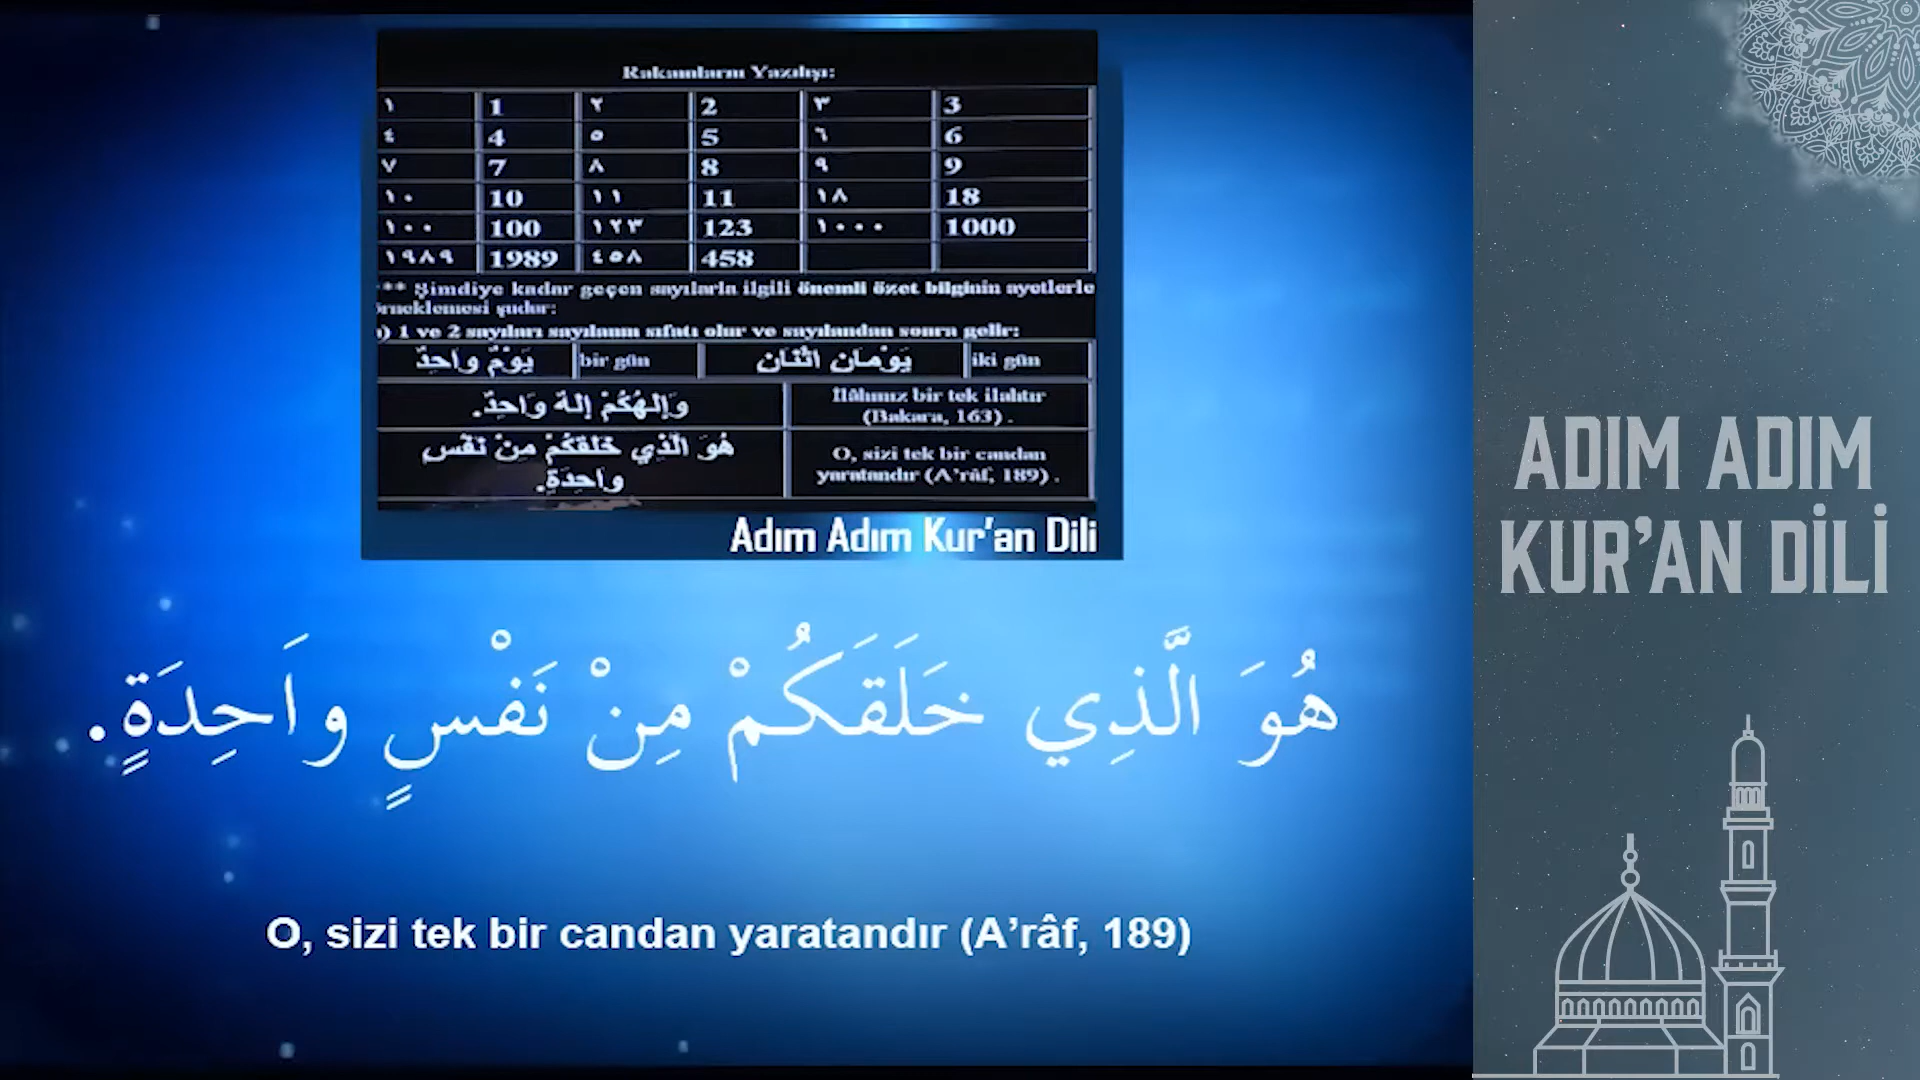 Rakamların Yazılışı:
١ 1 ٢ 2 ٣ 3
٤ 4 ٥ 5 ٦ 6
٧ 7 ٨ 8 ٩ 9
١٠ 10 ١١ 11 ١٨ 18
١٠٠ 100 ١٢٣ 123 ١٠٠٠ 1000
١٩٨٩ 1989 ٤٥٨ 458
** Şimdiye kadar geçen sayılarla ilgili önemli özet bilginin ayetlerle
örneklemesi şudur:
) 1 ve 2 sayıları sayılanın sıfatı olur ve sayılandan sonra gelir:
يَوْمٌ واَحِدٌ bir gün يَوْمَان اثْنَان iki gün
وَإِلهُكُمْ إِلهٌ وَاحِدٌ.
İlâhınız bir tek ilahtır
(Bakara, 163) .
هُوَ الَّذِي خَلَقَكُمْ مِنْ نَفْسٍ
واَحِدَةٍ.
O, sizi tek bir candan
yaratandır (A’râf, 189) .
Adım Adım Kur’an Dili
هُوَ الَّذِي خَلَقَكُمْ مِنْ نَفْسٍ واَحِدَةٍ.
O, sizi tek bir candan yaratandır (A’râf, 189)
ADIM ADIM
KUR’AN DİLİ